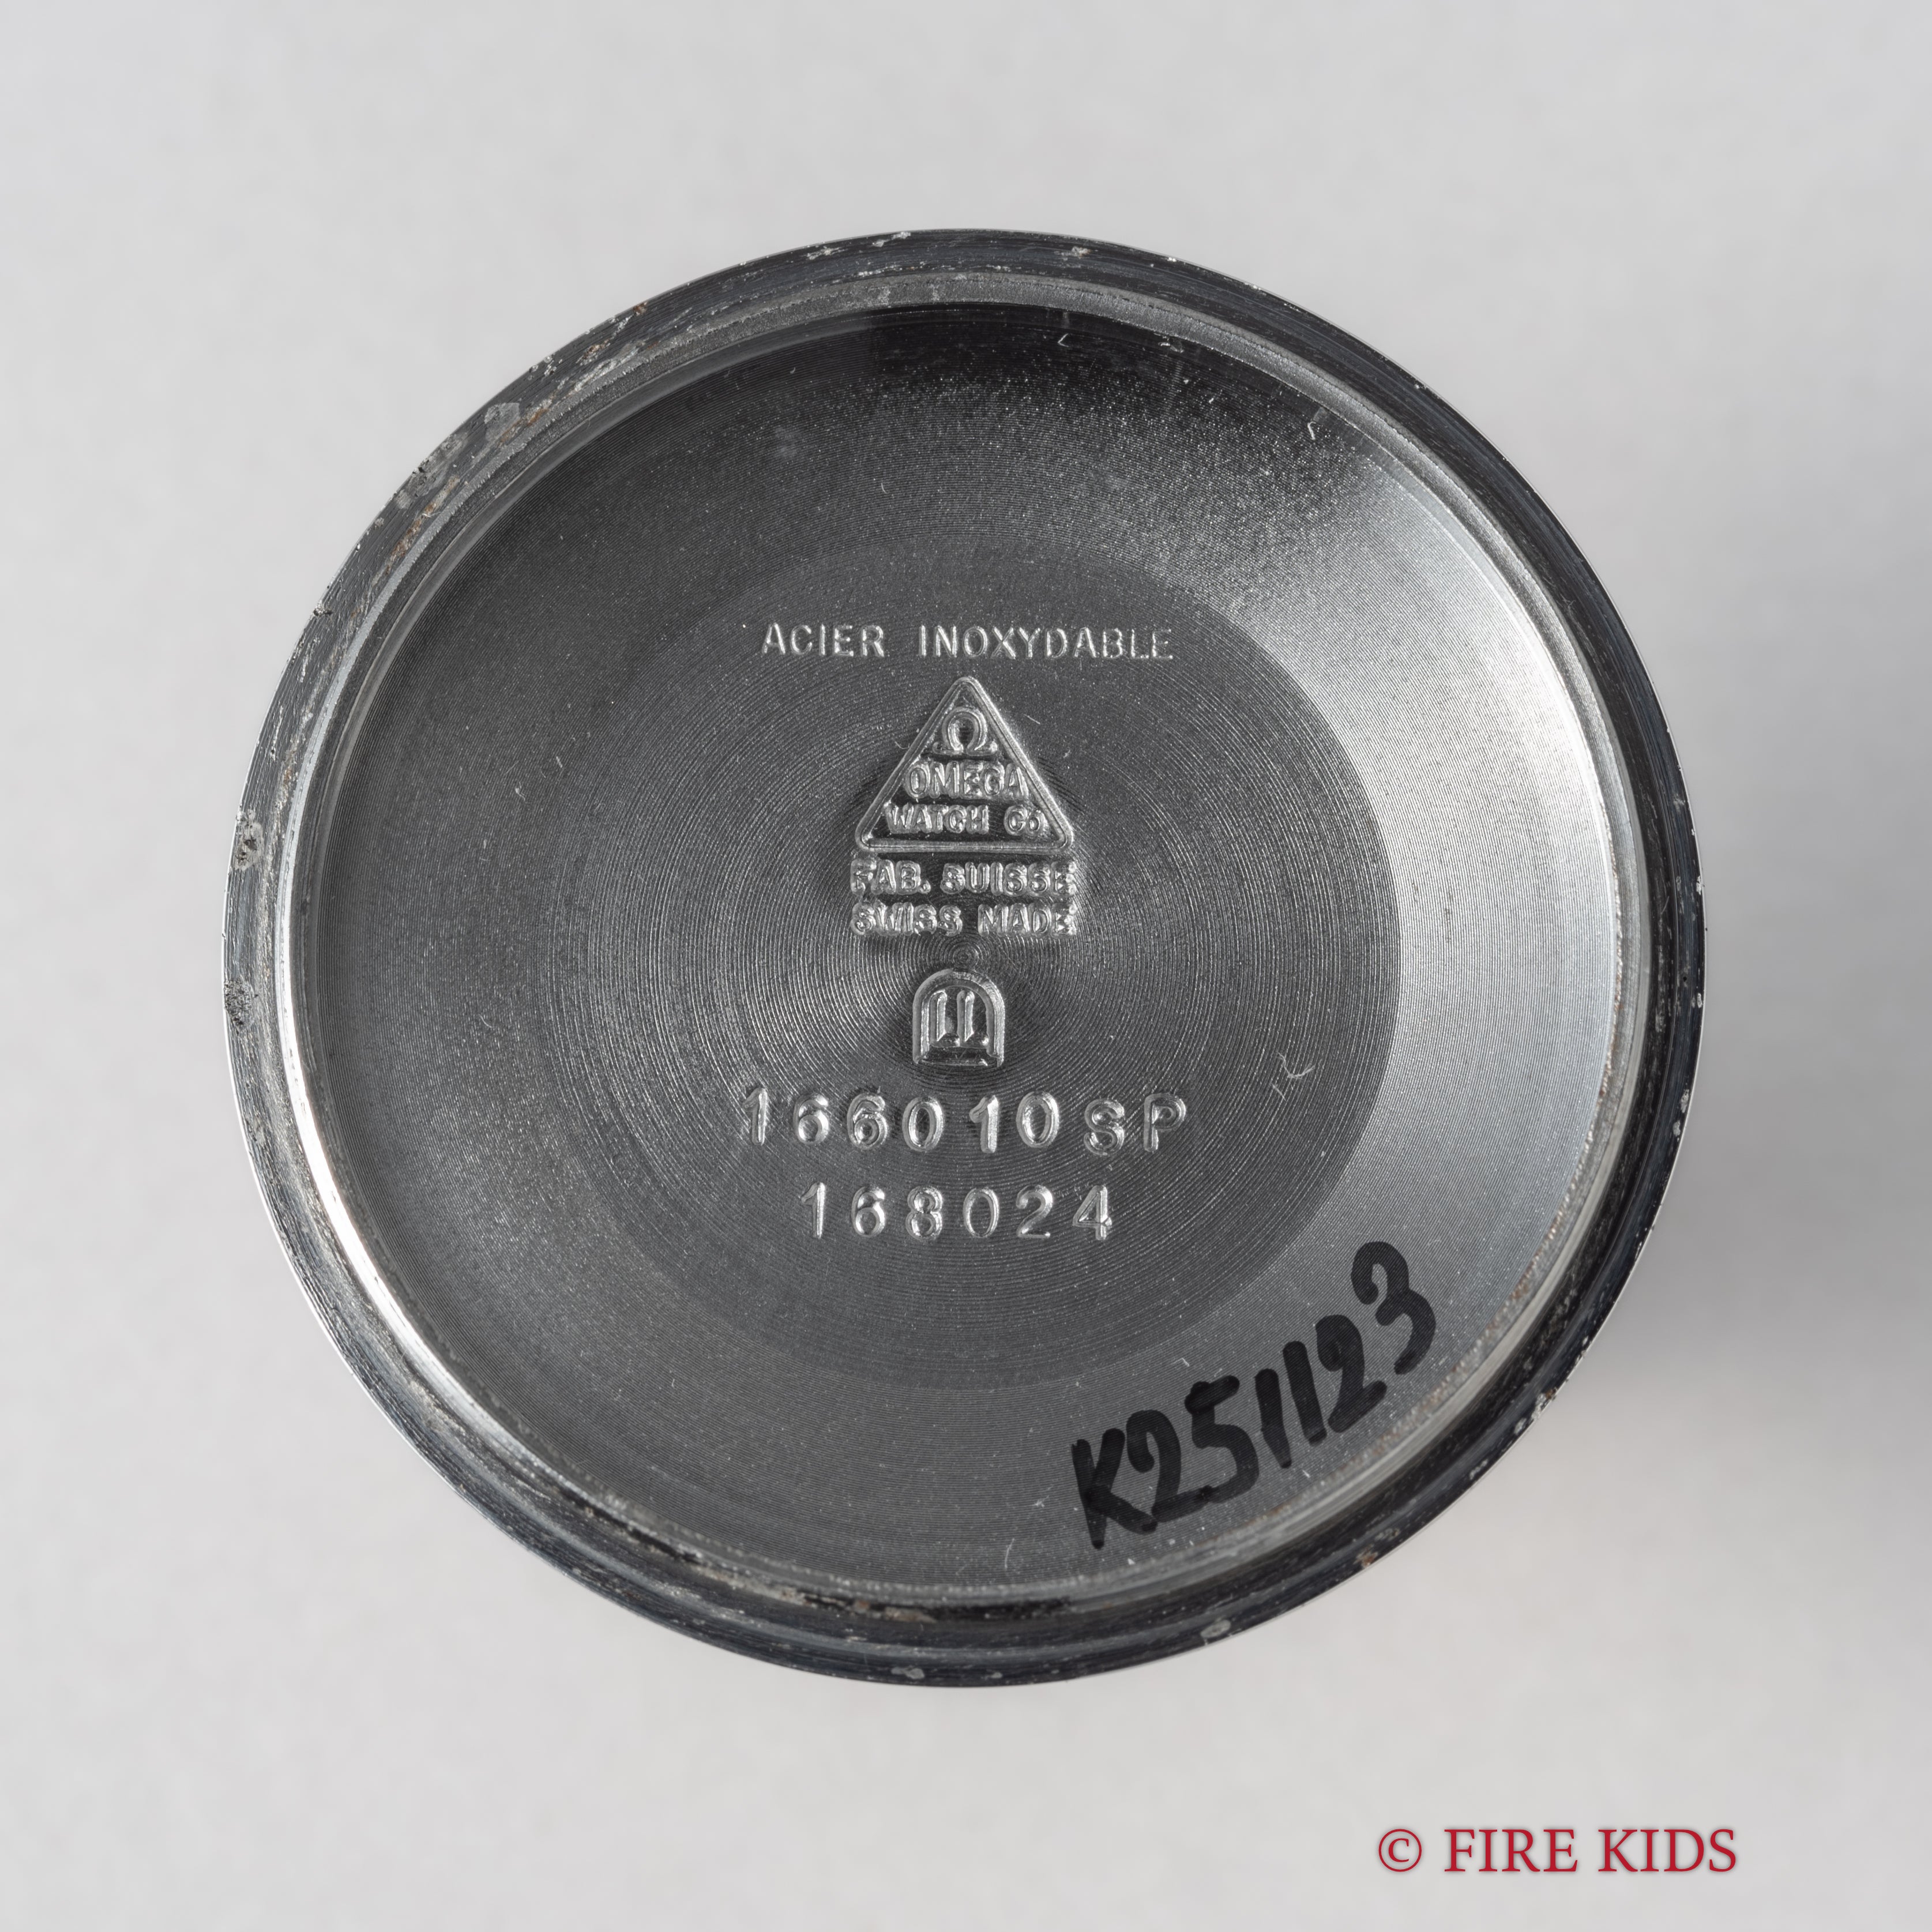 ACIER INOXYDABLE
Ω
OMEGA
WATCH Co
FAB. SUISSE
SWISS MADE
166010 SP
168024
K251123
© FIRE KIDS